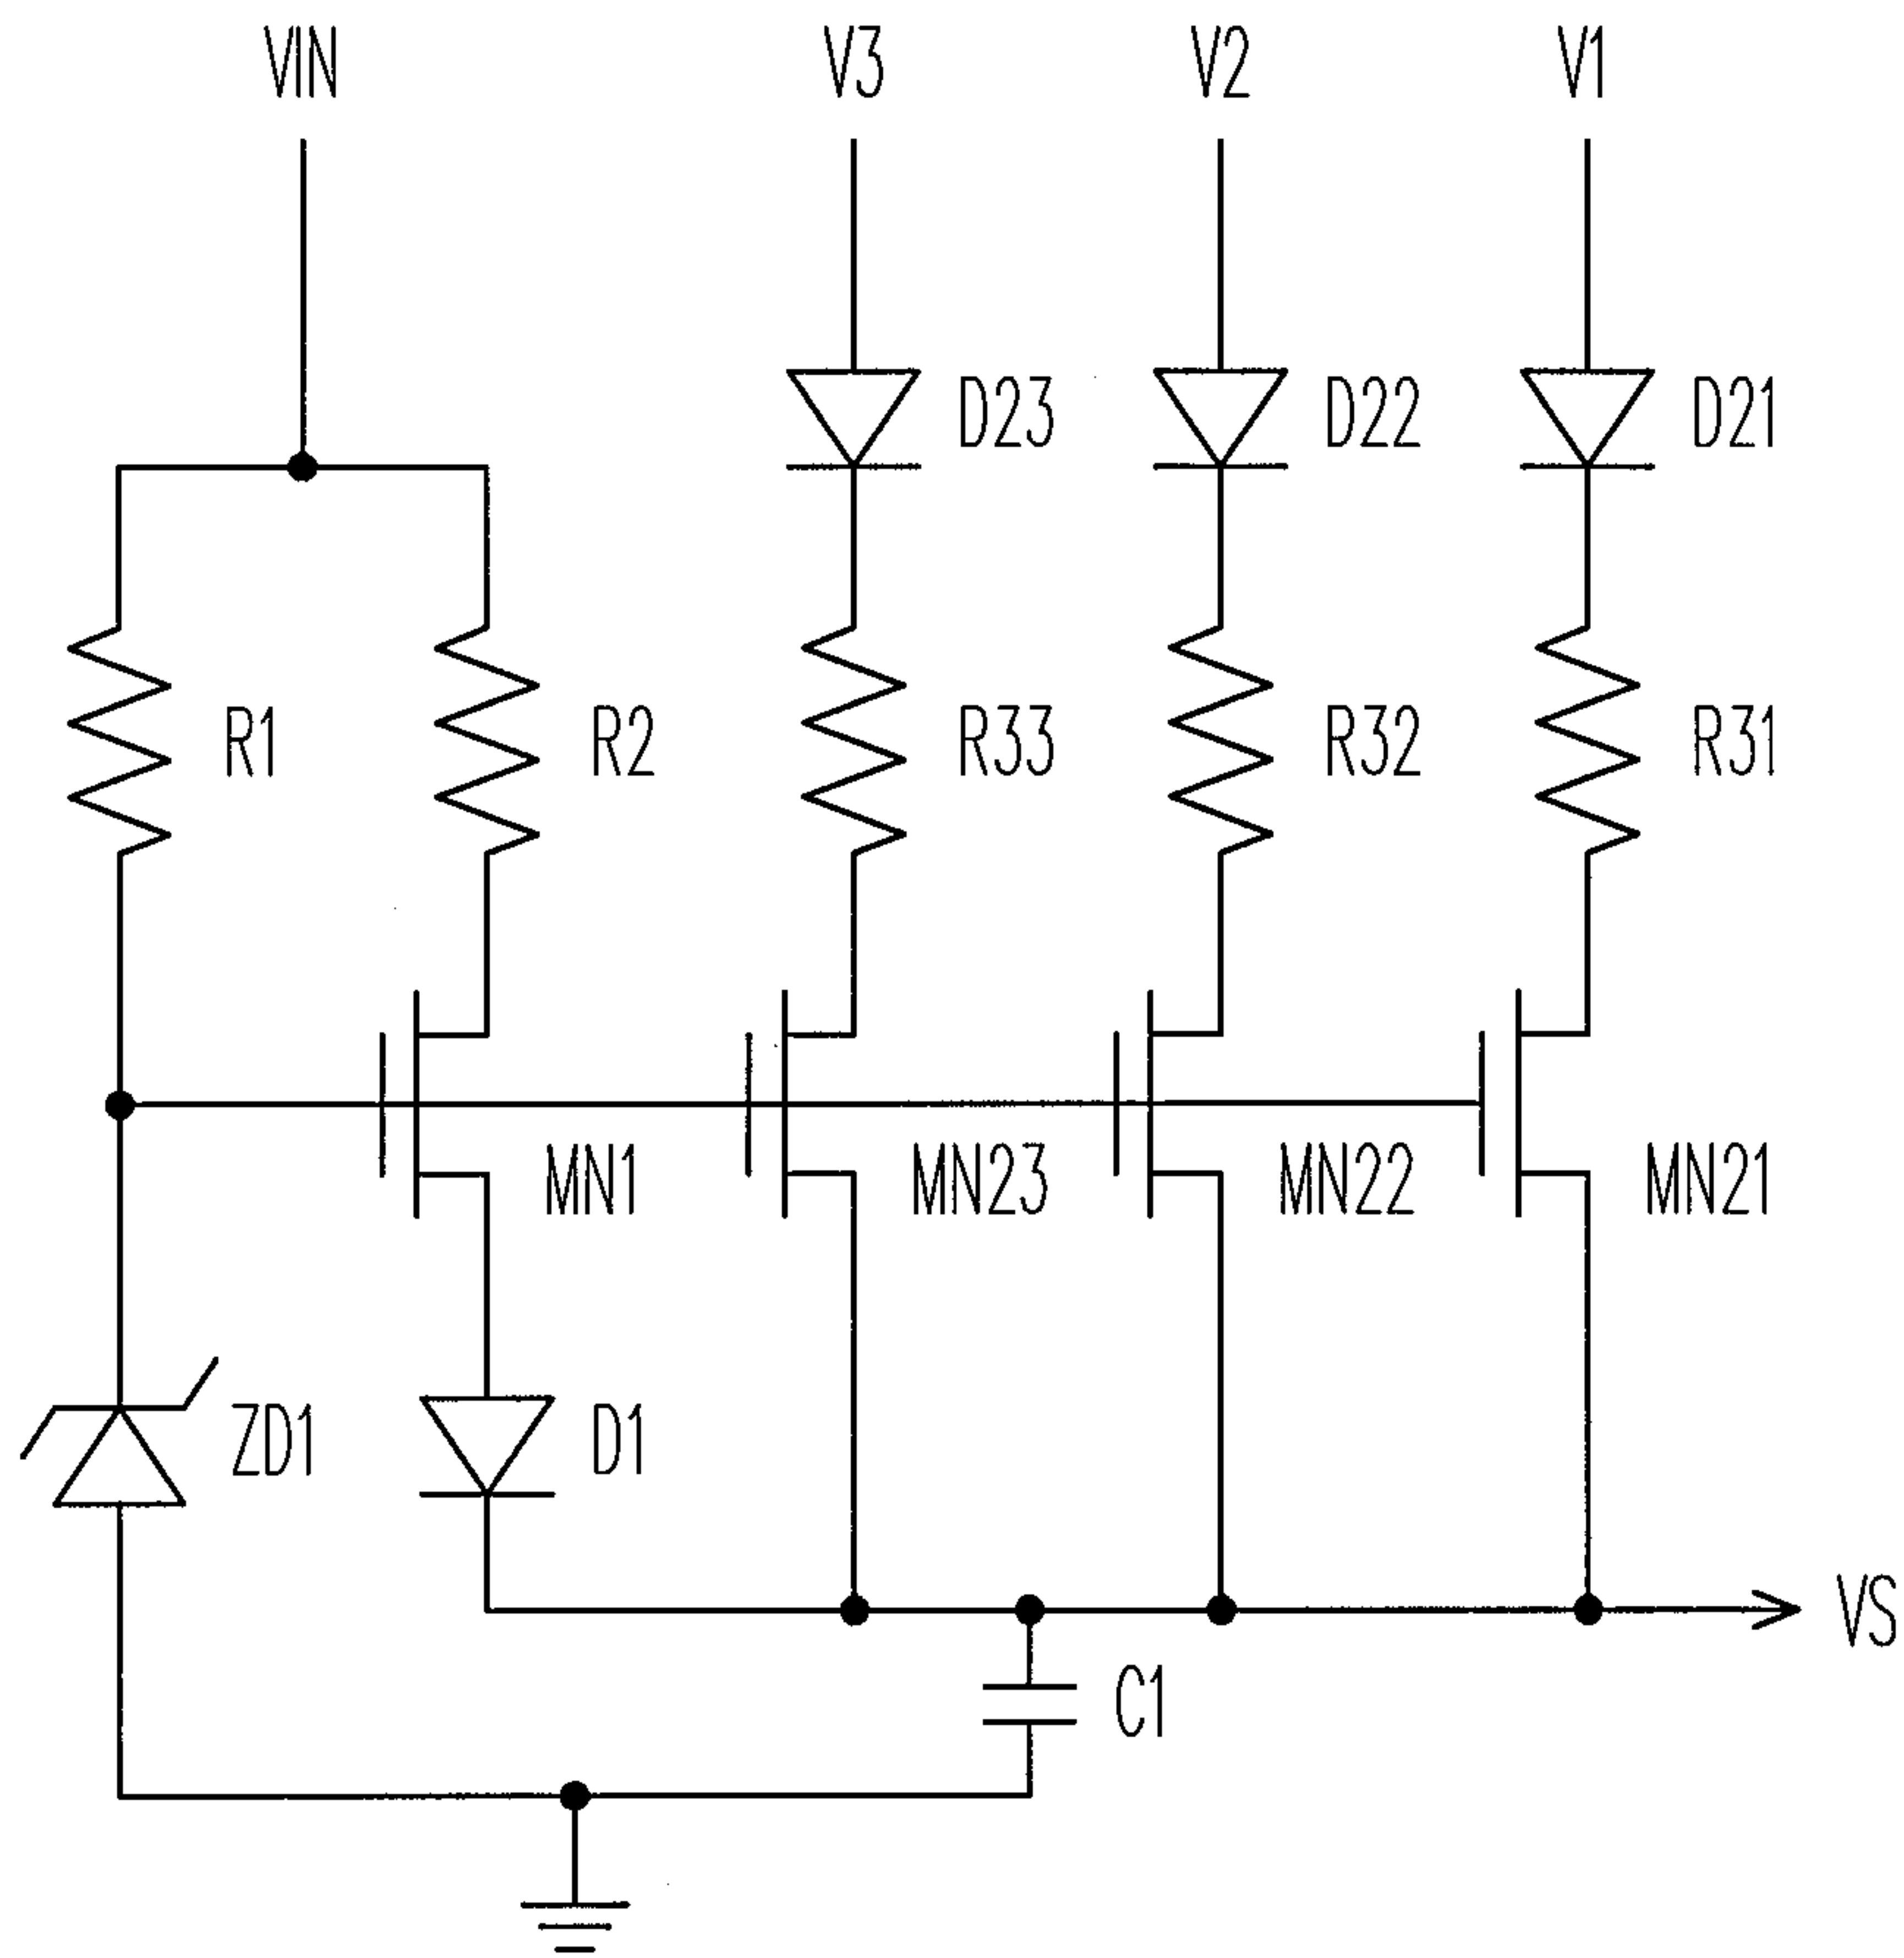 VIN V3 V2 V1
D23 D22 D21
R1 R2 R33 R32 R31
MN1 MN23 MN22 MN21
ZD1 D1
VS
C1